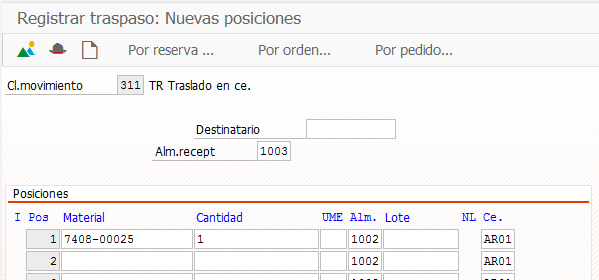 Registrar traspaso: Nuevas posiciones
Por reserva ... Por orden... Por pedido...
Cl.movimiento 311 TR Traslado en ce.
Destinatario
Alm.recept 1003
Posiciones
I Pos Material Cantidad UME Alm. Lote NL Ce.
1 7408-00025 1 1002 AR01
2 1002 AR01